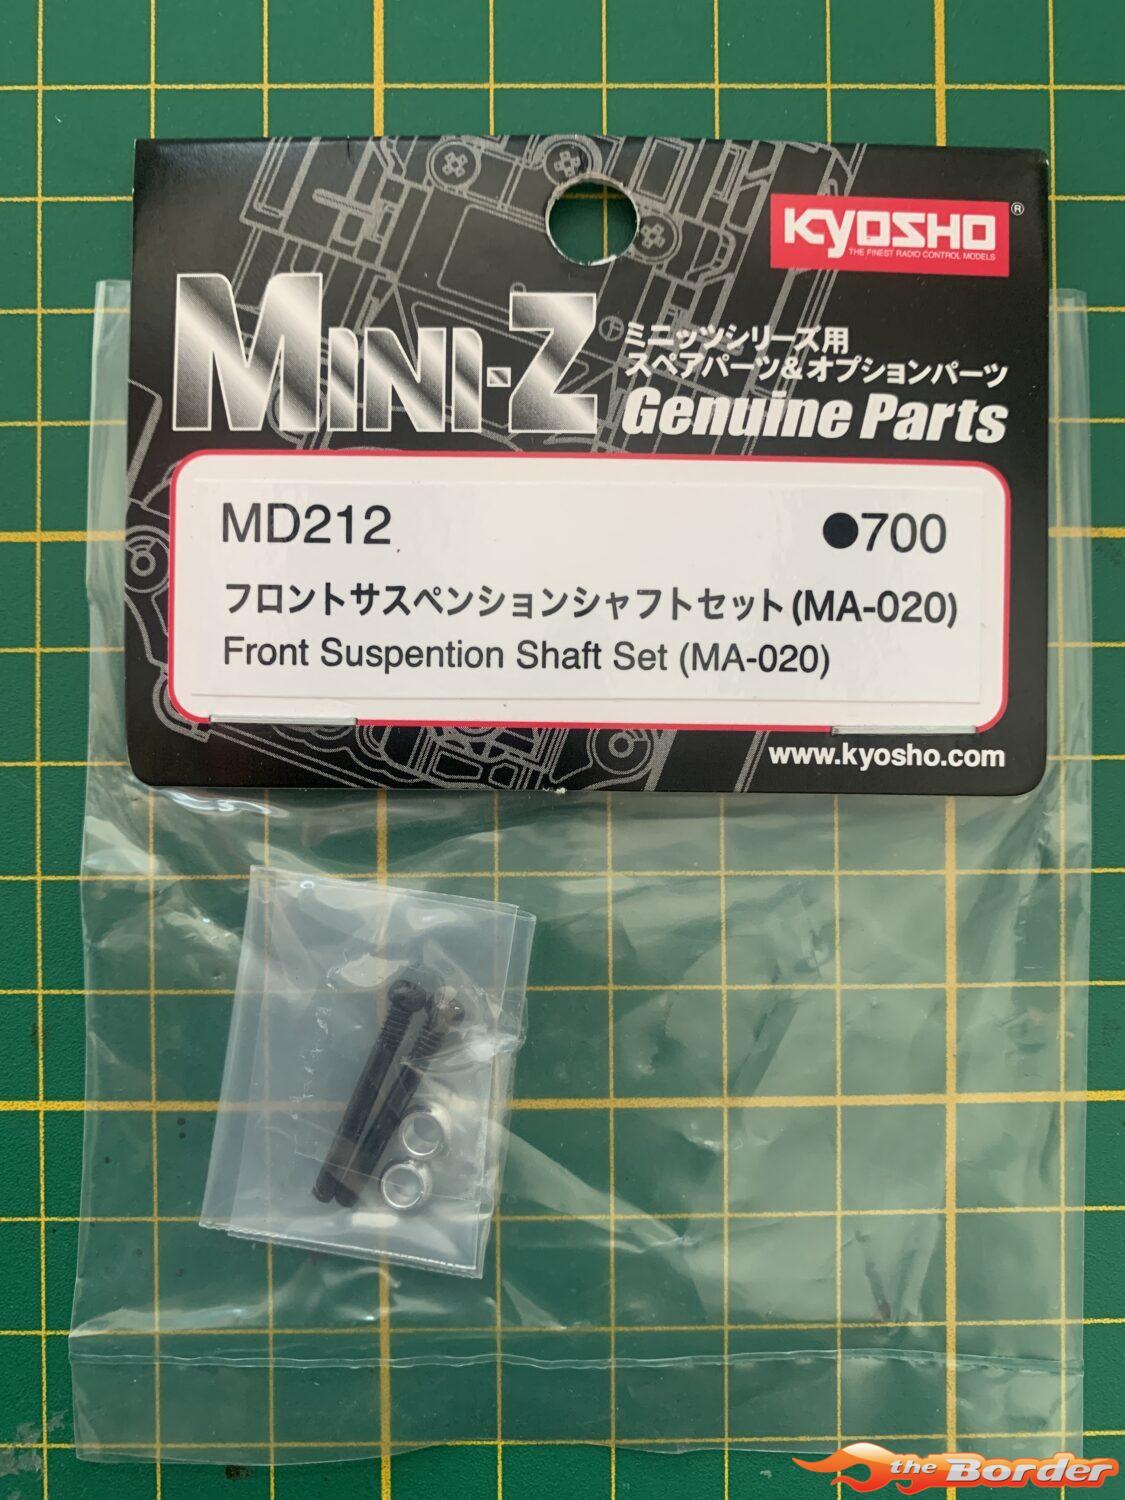 KYOSHO®
THE FINEST RADIO CONTROL MODELS
MINI-Z
ミニッツシリーズ用
スペアパーツ&オプションパーツ
Genuine Parts
MD212 ●700
フロントサスペンションシャフトセット(MA-020)
Front Suspention Shaft Set (MA-020)
www.kyosho.com
the Border